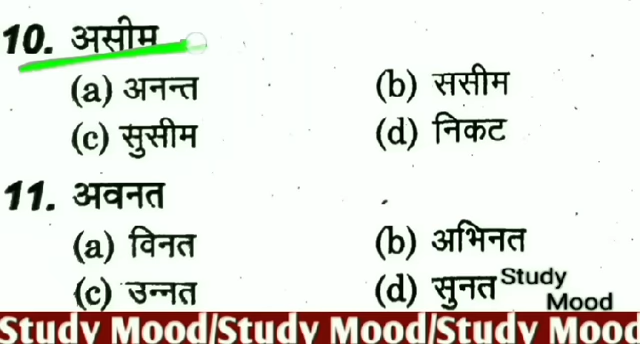 10. असीम
(a) अनन्त (b) ससीम
(c) सुसीम (d) निकट
11. अवनत
(a) विनत (b) अभिनत
(c) उन्नत (d) सुनत
Study
Mood
Study Mood/Study Mood/Study Mood